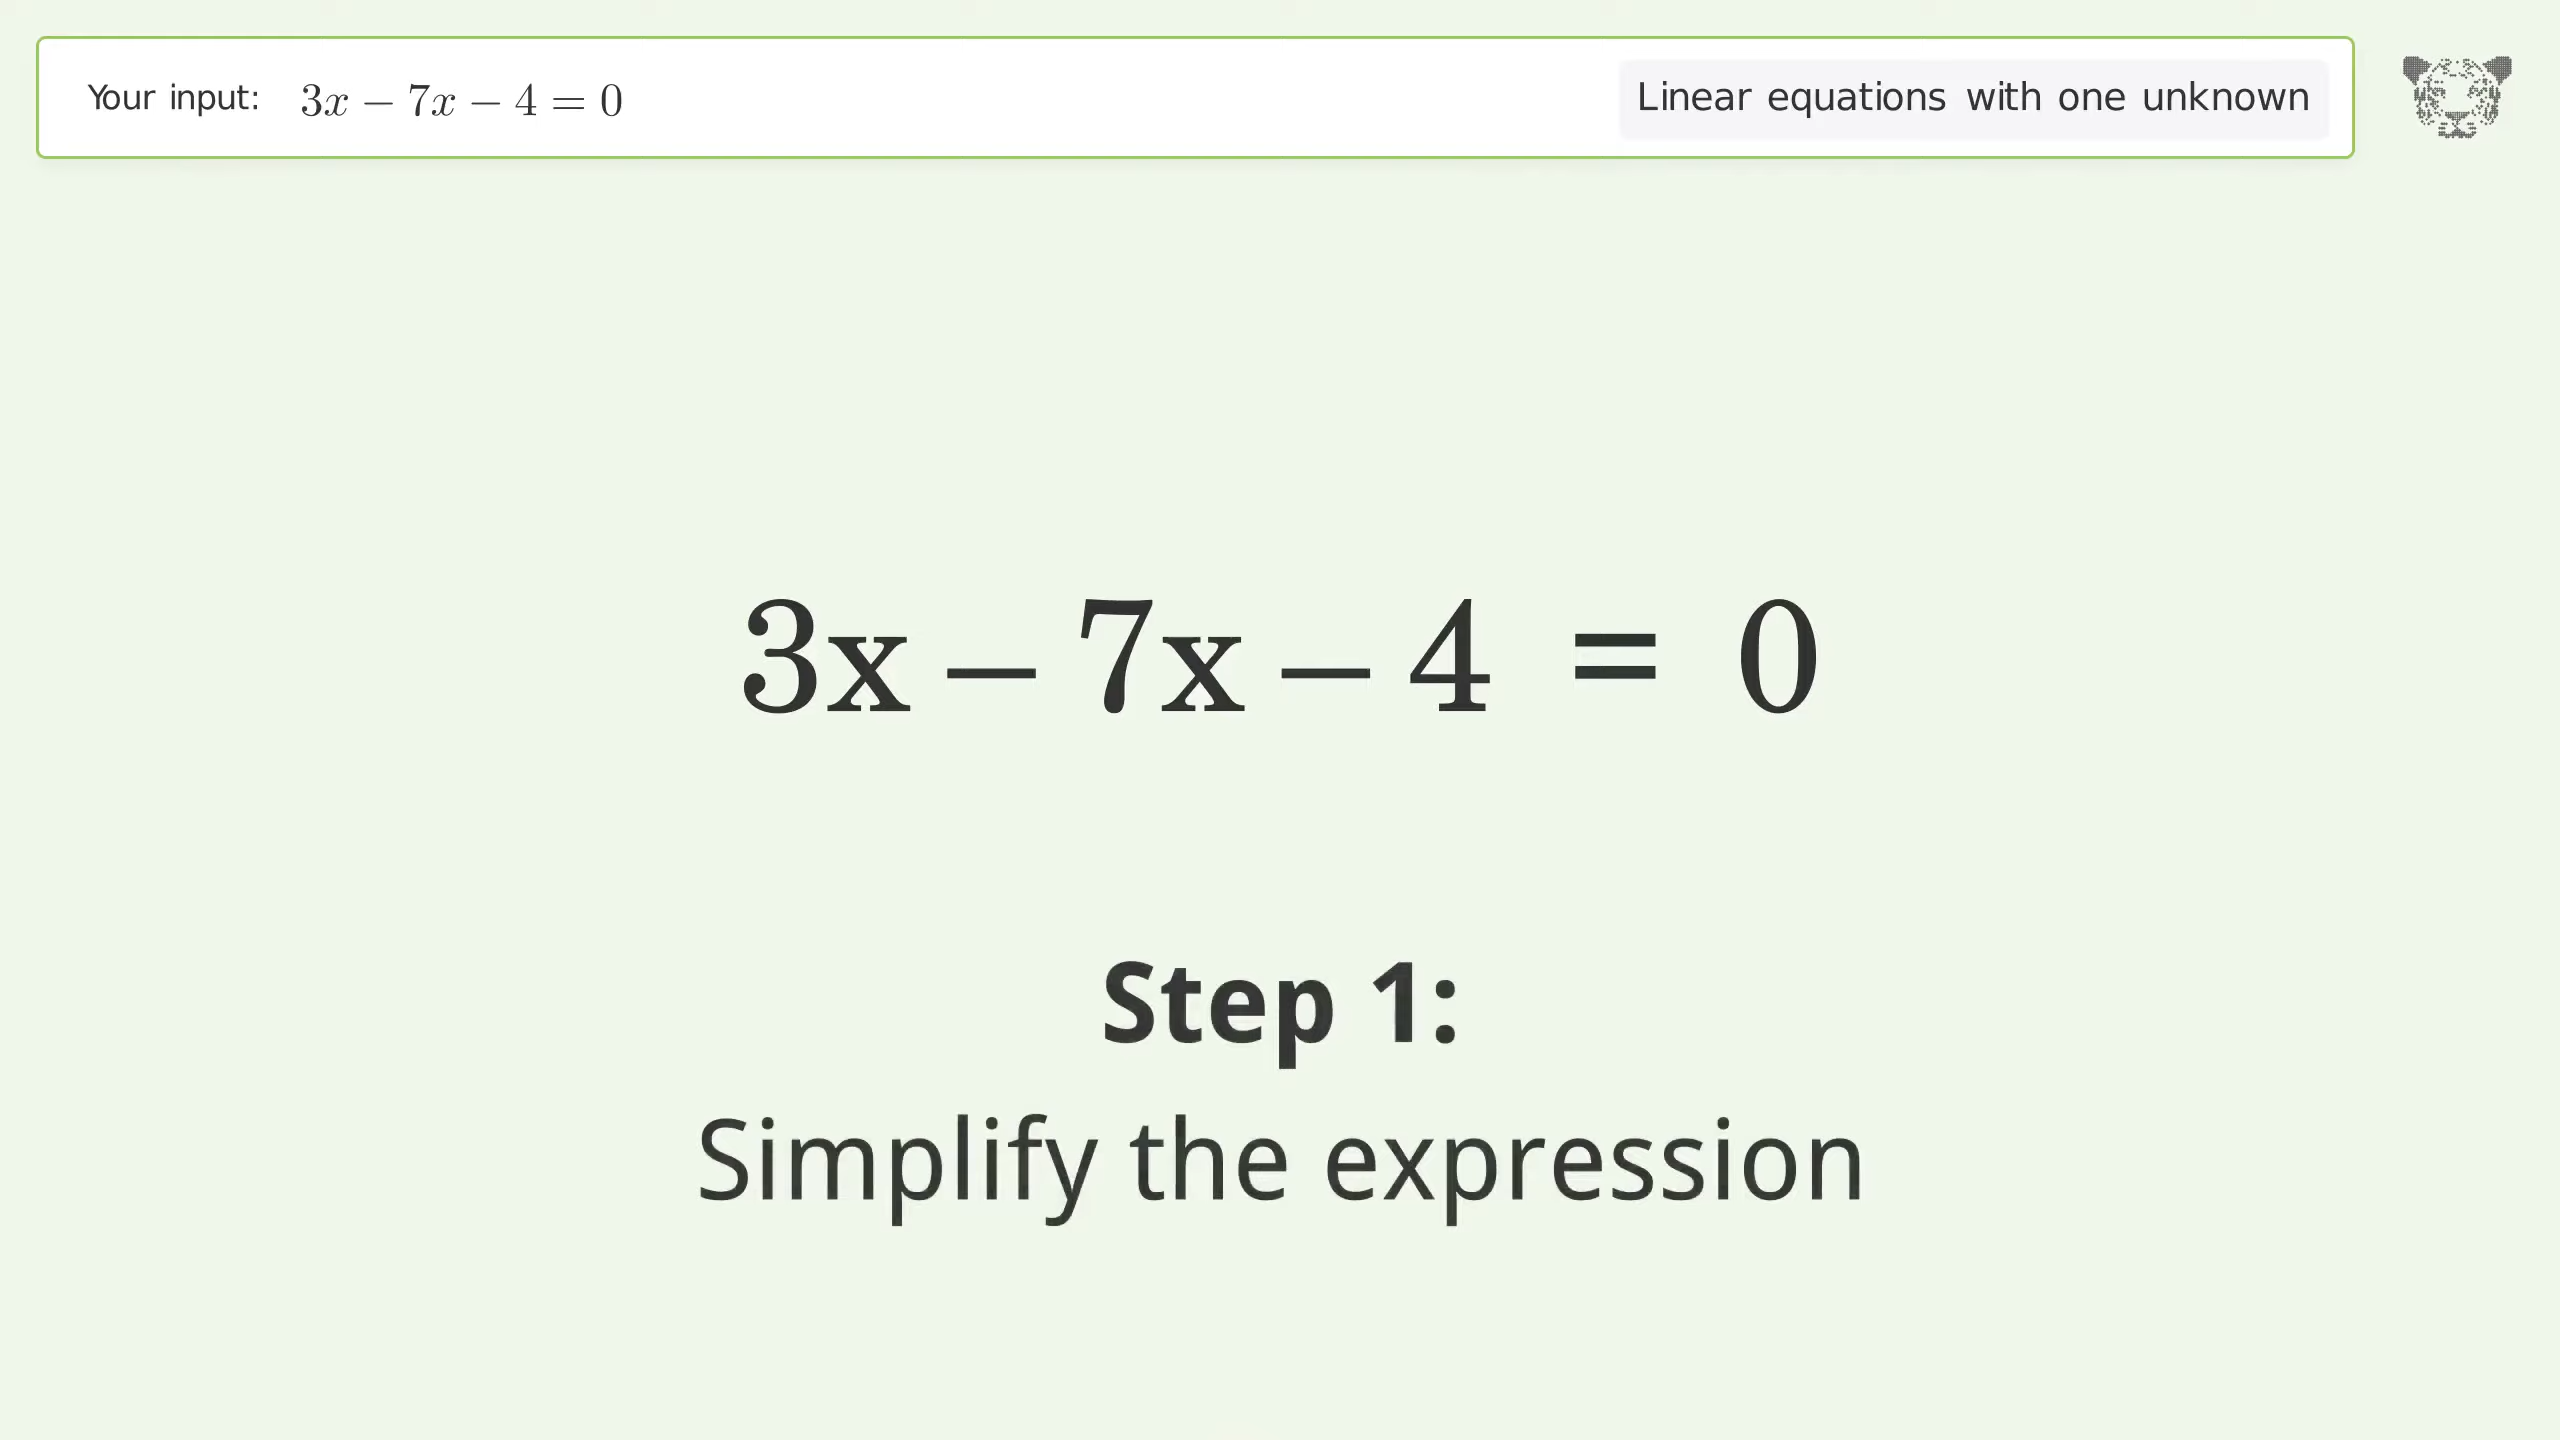 Your input: 3x − 7x − 4 = 0
Linear equations with one unknown
3x – 7x – 4 = 0
Step 1:
Simplify the expression